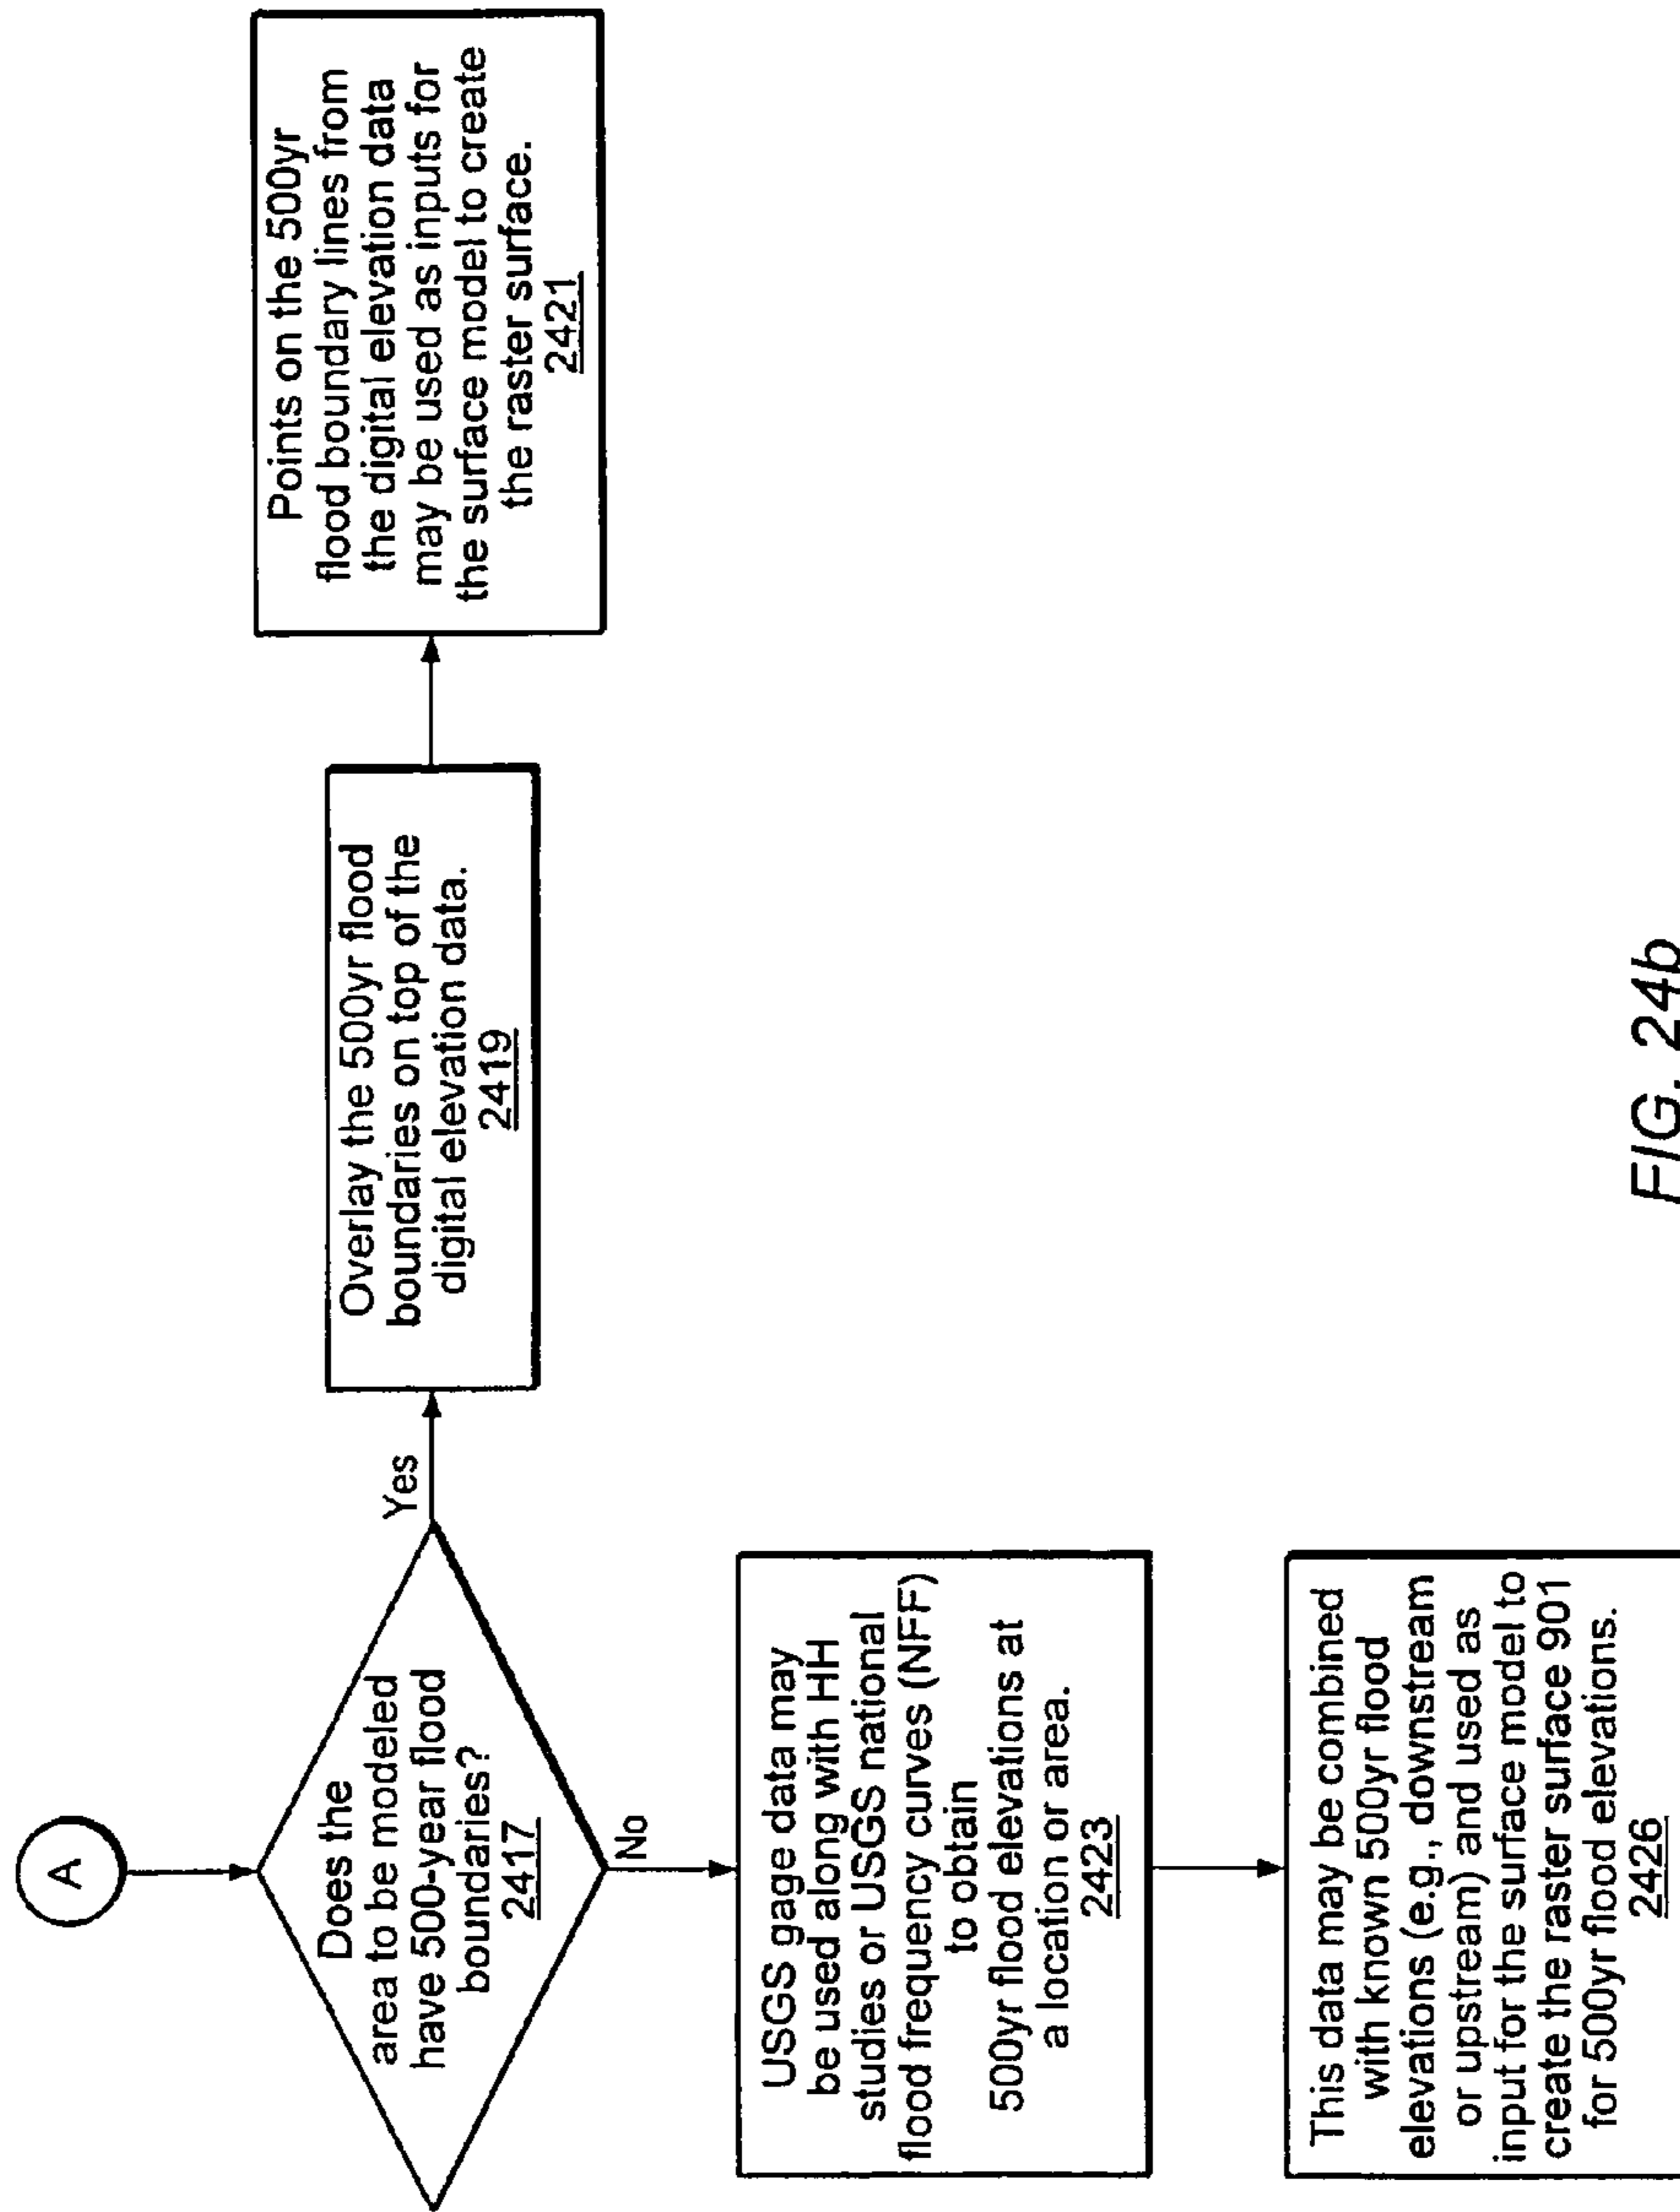 A
Does the
area to be modeled
have 500-year flood
boundaries?
2417
Yes
Overlay the 500yr flood
boundaries on top of the
digital elevation data.
2419
Points on the 500yr
flood boundary lines from
the digital elevation data
may be used as inputs for
the surface model to create
the raster surface.
2421
No
USGS gage data may
be used along with HH
studies or USGS national
flood frequency curves (NFF)
to obtain
500yr flood elevations at
a location or area.
2423
This data may be combined
with known 500yr flood
elevations (e.g., downstream
or upstream) and used as
input for the surface model to
create the raster surface 901
for 500yr flood elevations.
2426
FIG. 24b